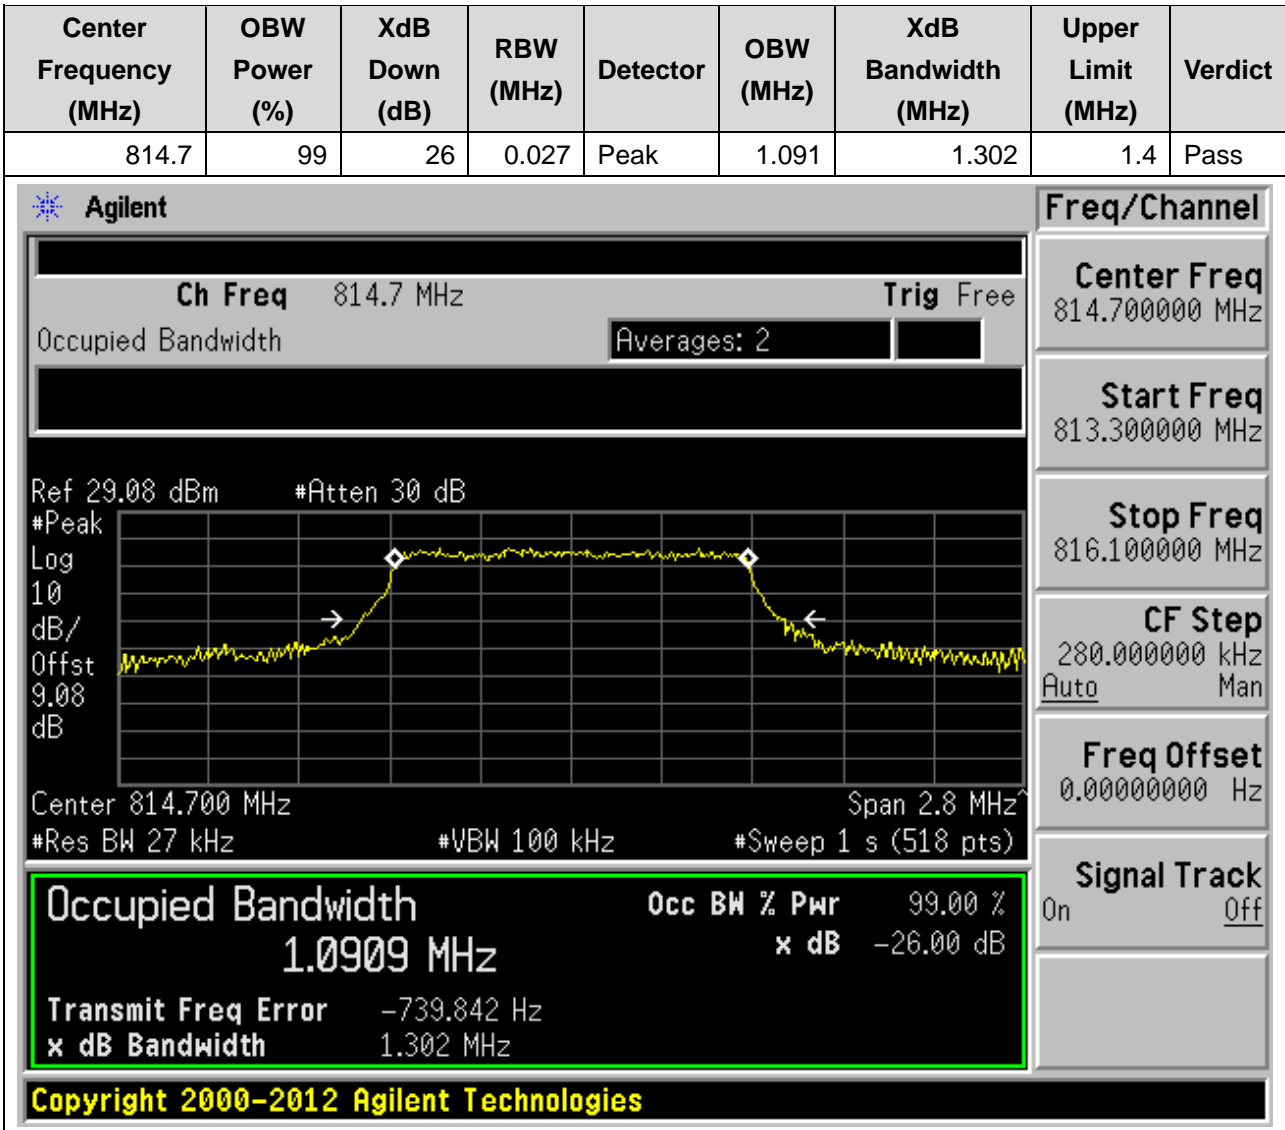 Center Frequency (MHz) OBW Power (%) XdB Down (dB) RBW (MHz) Detector OBW (MHz) XdB Bandwidth (MHz) Upper Limit (MHz) Verdict
814.7 99 26 0.027 Peak 1.091 1.302 1.4 Pass
Agilent
Ch Freq 814.7 MHz Trig Free
Occupied Bandwidth Averages: 2
Ref 29.08 dBm #Atten 30 dB
#Peak
Log
10
dB/
Offst
9.08
dB
Center 814.700 MHz Span 2.8 MHz^
#Res BW 27 kHz #VBW 100 kHz #Sweep 1 s (518 pts)
Occupied Bandwidth Occ BW % Pwr 99.00 %
1.0909 MHz x dB -26.00 dB
Transmit Freq Error -739.842 Hz
x dB Bandwidth 1.302 MHz
Copyright 2000-2012 Agilent Technologies
Freq/Channel
Center Freq
814.700000 MHz
Start Freq
813.300000 MHz
Stop Freq
816.100000 MHz
CF Step
280.000000 kHz
Auto Man
Freq Offset
0.00000000 Hz
Signal Track
On Off